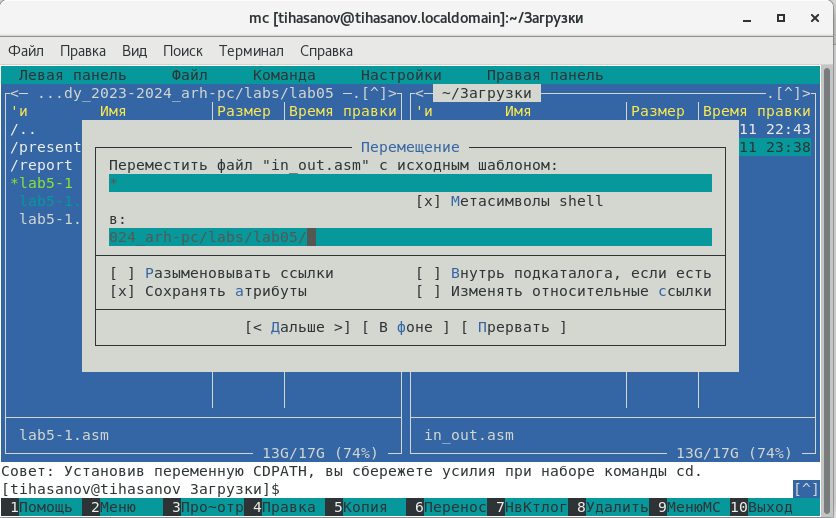 mc [tihasanov@tihasanov.localdomain]:~/Загрузки
Файл Правка Вид Поиск Терминал Справка
Левая панель Файл Команда Настройки Правая панель
<─ ...dy_2023-2024_arh-pc/labs/lab05 ─.[^]> <─ ~/Загрузки ─.[^]>
'и Имя Размер Время правки 'и Имя Размер Время правки
/.. 11 22:43
/present 11 23:38
/report
*lab5-1
lab5-1.
lab5-1.
Перемещение
Переместить файл "in_out.asm" с исходным шаблоном:
*
[x] Метасимволы shell
в:
024_arh-pc/labs/lab05/
[ ] Разыменовывать ссылки [ ] Внутрь подкаталога, если есть
[x] Сохранять атрибуты [ ] Изменять относительные ссылки
[< Дальше >] [ В фоне ] [ Прервать ]
lab5-1.asm in_out.asm
13G/17G (74%) 13G/17G (74%)
Совет: Установив переменную CDPATH, вы сбережете усилия при наборе команды cd.
[tihasanov@tihasanov Загрузки]$ [^]
1Помощь 2Меню 3Про~отр 4Правка 5Копия 6Перенос 7НвКтлог 8Удалить 9МенюMC 10Выход